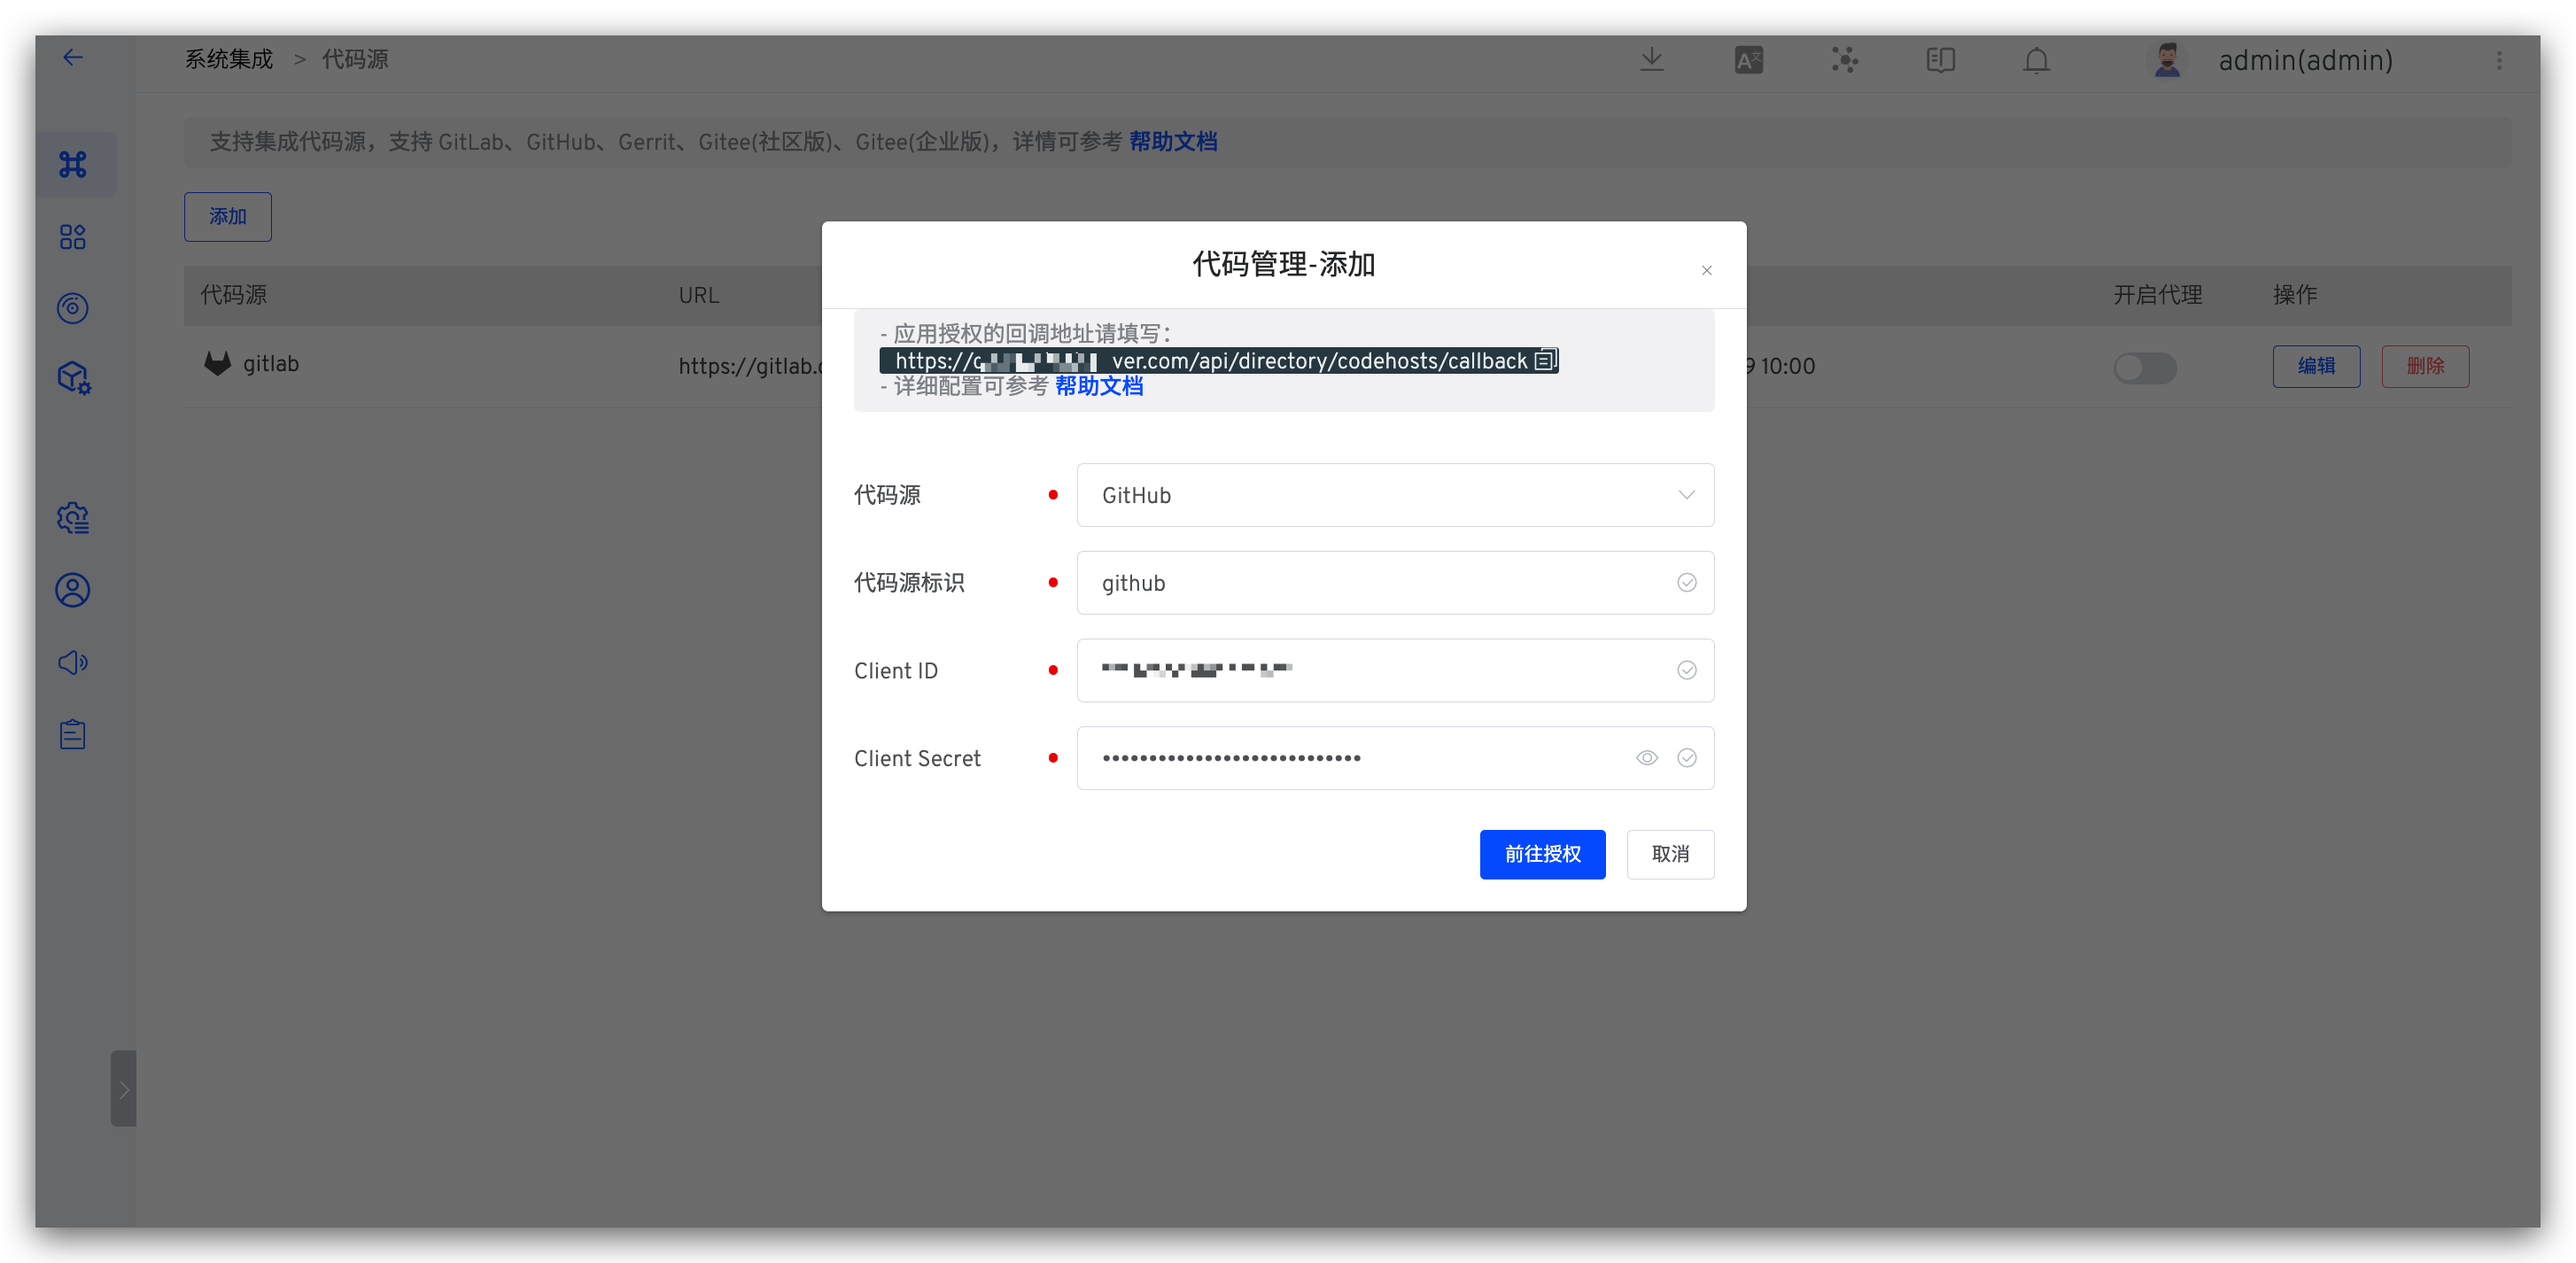 系统集成 > 代码源
admin(admin)
支持集成代码源，支持 GitLab、GitHub、Gerrit、Gitee(社区版)、Gitee(企业版)，详情可参考 帮助文档
添加
代码源 URL 开启代理 操作
gitlab https://gitlab. 10:00 编辑 删除
代码管理-添加
- 应用授权的回调地址请填写：
https:// ver.com/api/directory/codehosts/callback
- 详细配置可参考 帮助文档
代码源 GitHub
代码源标识 github
Client ID
Client Secret
前往授权 取消